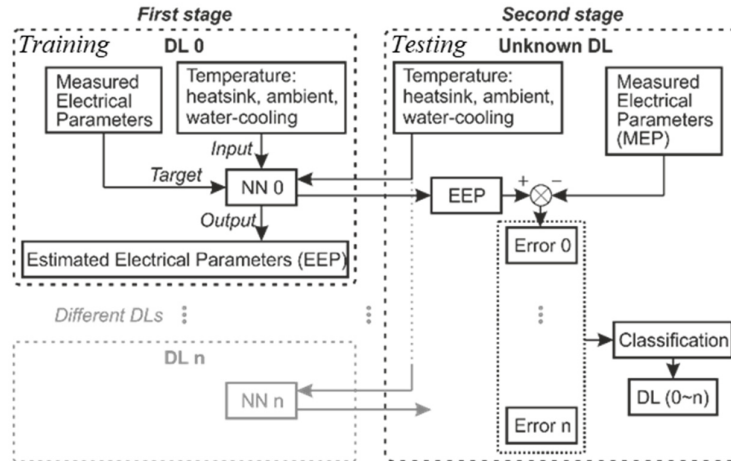 First stage
Second stage
Training
DL 0
Measured
Electrical
Parameters
Temperature:
heatsink, ambient,
water-cooling
Input
Target
NN 0
Output
Estimated Electrical Parameters (EEP)
Different DLs
DL n
NN n
Testing
Unknown DL
Temperature:
heatsink, ambient,
water-cooling
Measured
Electrical
Parameters
(MEP)
EEP
+
−
Error 0
Error n
Classification
DL (0~n)